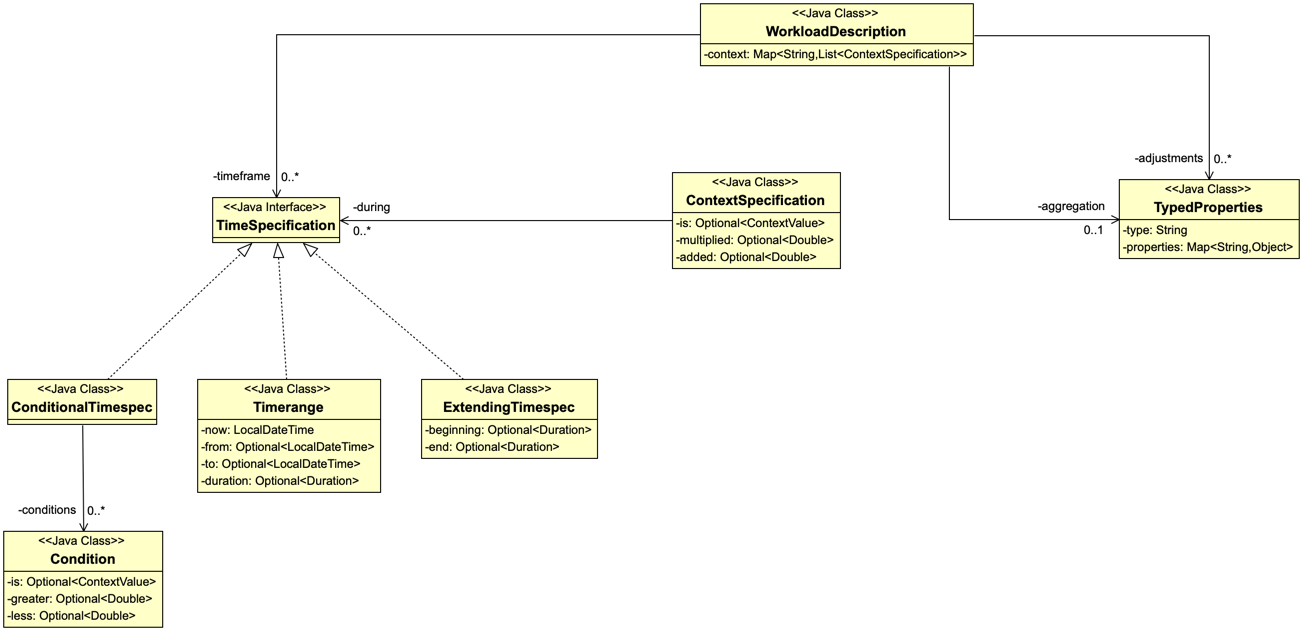 <<Java Class>>
WorkloadDescription
-context: Map<String,List<ContextSpecification>>
-adjustments 0..*
-timeframe 0..*
<<Java Class>>
ContextSpecification
-is: Optional<ContextValue>
-multiplied: Optional<Double>
-added: Optional<Double>
<<Java Class>>
TypedProperties
-type: String
-properties: Map<String,Object>
-aggregation
0..1
<<Java Interface>>
TimeSpecification
-during
0..*
<<Java Class>>
ConditionalTimespec
<<Java Class>>
Timerange
-now: LocalDateTime
-from: Optional<LocalDateTime>
-to: Optional<LocalDateTime>
-duration: Optional<Duration>
<<Java Class>>
ExtendingTimespec
-beginning: Optional<Duration>
-end: Optional<Duration>
-conditions 0..*
<<Java Class>>
Condition
-is: Optional<ContextValue>
-greater: Optional<Double>
-less: Optional<Double>